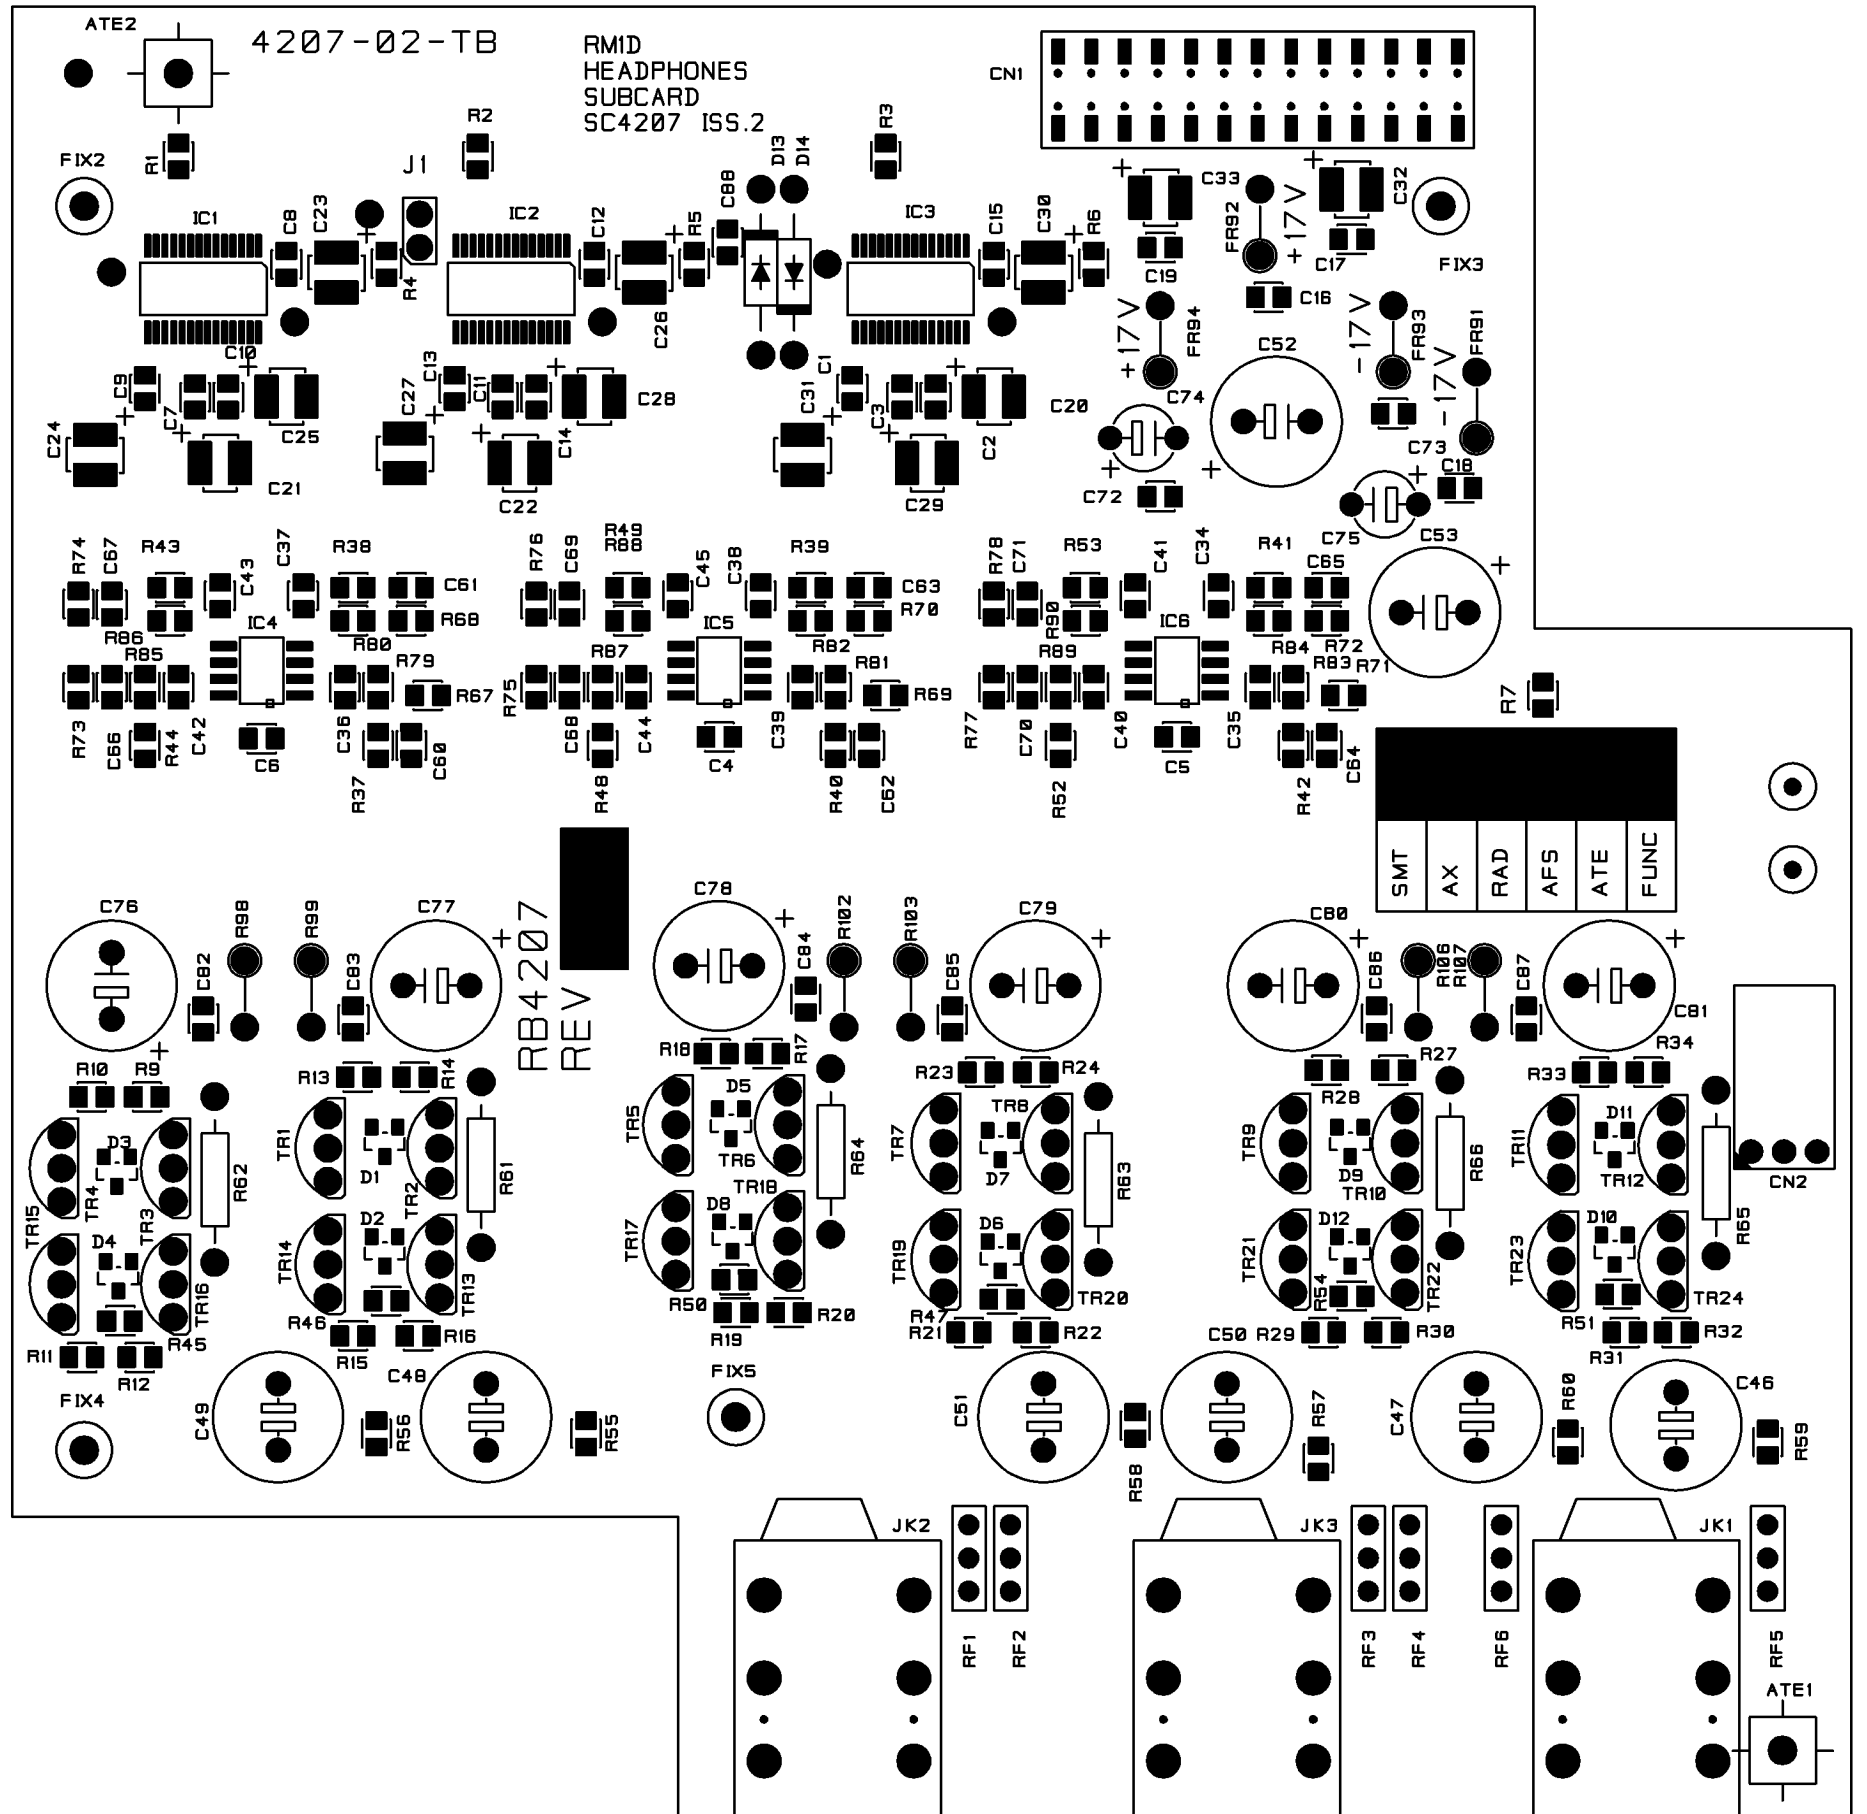 ATE2
4207-02-TB
RM1D
HEADPHONES
SUBCARD
SC4207 ISS.2
CN1
R1
R2
R3
FIX2
J1
D13
D14
C88
C33
C32
FR92
+17V
IC1
C8
C23
IC2
C12
R5
IC3
C15
C30
R6
R4
C26
C19
C17
C16
FIX3
+17V
FR94
-17V
FR93
-17V
FR91
C52
C10
C9
C7
C25
C24
C21
C13
C11
C27
C28
C14
C22
C1
C31
C3
C2
C29
C20
C74
C72
C73
C18
C75
C53
R74
C67
R43
C43
C37
R38
C61
R68
R86
IC4
R80
R85
R79
R67
R73
C66
R44
C42
C6
C36
R37
C60
R76
C69
R49
R88
C45
C38
R39
C63
R70
IC5
R82
R87
R81
R69
R75
C68
R48
C44
C4
C39
R40
C62
R78
C71
R53
R90
C41
C34
R41
C65
IC6
R84
R72
R89
R83
R71
R77
C70
R52
C40
C5
C35
R42
C64
R7
SMT
AX
RAD
AFS
ATE
FUNC
RB4207
REV
C76
R98
R99
C77
C82
C83
C78
R102
R103
C79
C84
C85
C80
C86
R106
R107
C87
C81
R10
R9
R13
R14
R18
R17
R23
R24
R27
R28
R33
R34
TR15
TR4
D3
TR3
R62
TR1
D1
TR2
R61
TR5
D5
TR6
R64
TR7
TR8
D7
R63
TR9
D9
TR10
R66
TR11
D11
TR12
R65
CN2
D4
TR16
R45
TR14
D2
TR13
R46
TR17
D8
TR18
R50
TR19
D6
TR20
R47
TR21
D12
R54
TR22
TR23
D10
TR24
R51
R11
R12
R15
R16
R19
R20
R21
R22
C50
R29
R30
R31
R32
FIX4
C49
R56
C48
R55
FIX5
C51
R58
R57
C47
R60
C46
R59
JK2
JK3
JK1
RF1
RF2
RF3
RF4
RF6
RF5
ATE1